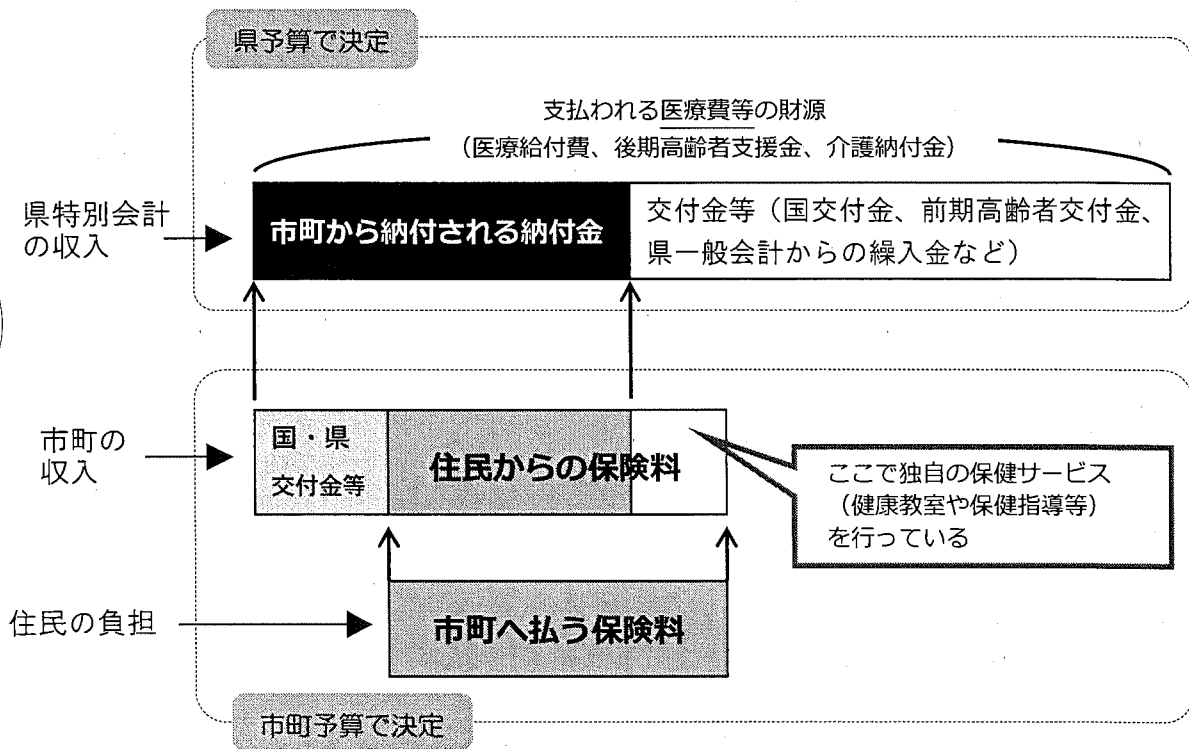 県予算で決定
支払われる医療費等の財源
（医療給付費、後期高齢者支援金、介護納付金）
県特別会計
の収入
市町から納付される納付金
交付金等（国交付金、前期高齢者交付金、
県一般会計からの繰入金など）
市町の
収入
国・県
交付金等
住民からの保険料
ここで独自の保健サービス
（健康教室や保健指導等）
を行っている
住民の負担
市町へ払う保険料
市町予算で決定